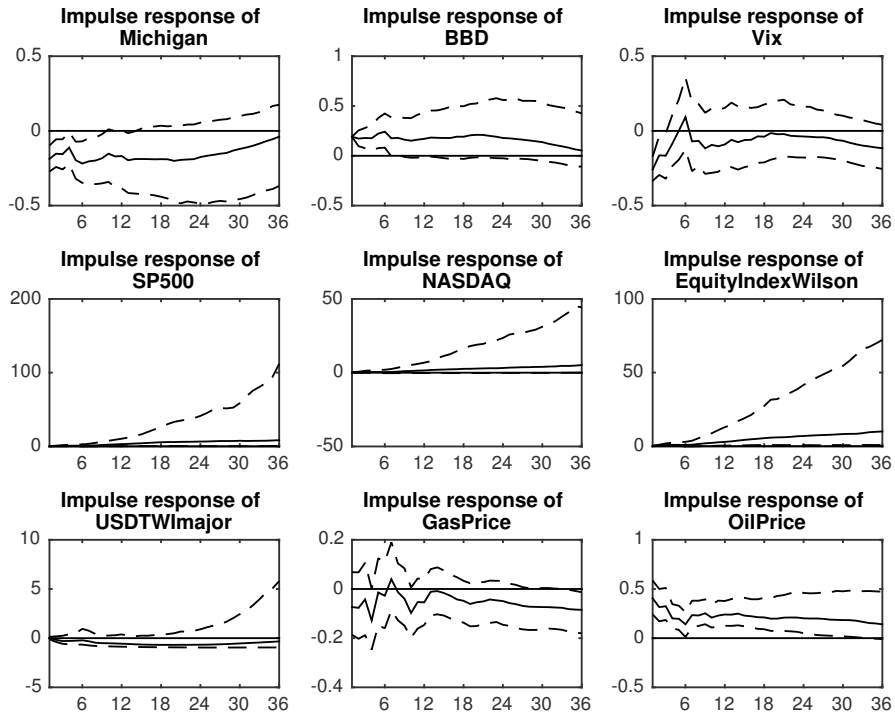 Impulse response of
Michigan
0.5
0
-0.5
6 12 18 24 30 36
Impulse response of
BBD
1
0.5
0
-0.5
6 12 18 24 30 36
Impulse response of
Vix
0.5
0
-0.5
6 12 18 24 30 36
Impulse response of
SP500
200
100
0
6 12 18 24 30 36
Impulse response of
NASDAQ
50
0
-50
6 12 18 24 30 36
Impulse response of
EquityIndexWilson
100
50
0
6 12 18 24 30 36
Impulse response of
USDTWImajor
10
5
0
-5
6 12 18 24 30 36
Impulse response of
GasPrice
0.2
0
-0.2
-0.4
6 12 18 24 30 36
Impulse response of
OilPrice
1
0.5
0
-0.5
6 12 18 24 30 36